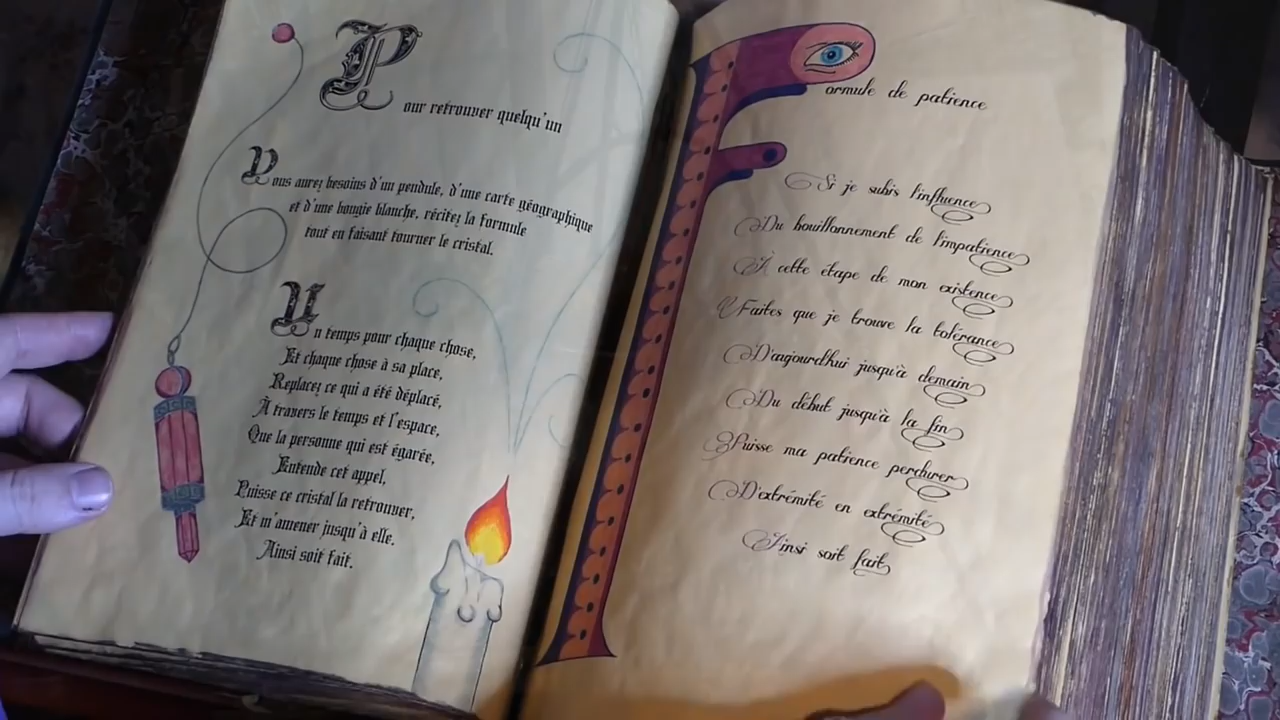 Pour retrouver quelqu'un
Vous aurez besoins d'un pendule, d'une carte géographique
et d'une bougie blanche, récitez la formule
tout en faisant tourner le cristal.
Un temps pour chaque chose,
Et chaque chose à sa place,
Replacez ce qui a été déplacé,
À travers le temps et l'espace,
Que la personne qui est égarée,
Entende cet appel,
Puisse ce cristal la retrouver,
Et m'amener jusqu'à elle.
Ainsi soit fait.
Formule de patience
Si je subis l'influence
Du bouillonnement de l'impatience
À cette étape de mon existence
Faites que je trouve la tolérance
D'aujourd'hui jusqu'à demain
Du début jusqu'à la fin
Puisse ma patience perdurer
D'extrémité en extrémité
Ainsi soit fait